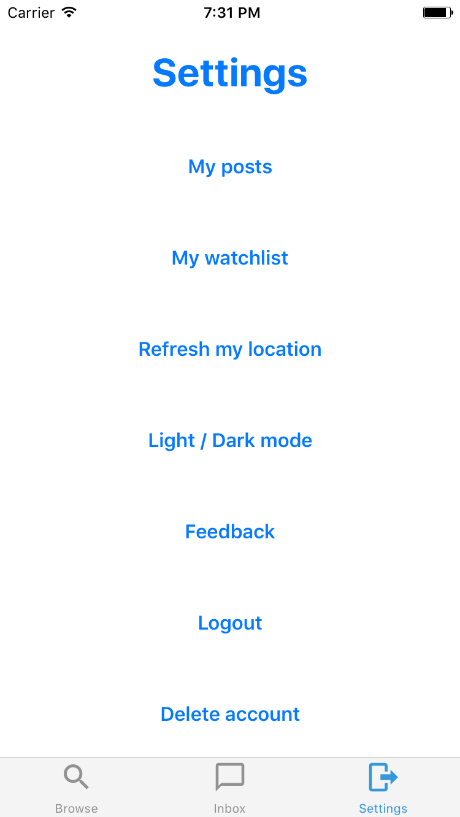 Carrier 7:31 PM
Settings
My posts
My watchlist
Refresh my location
Light / Dark mode
Feedback
Logout
Delete account
Browse Inbox Settings